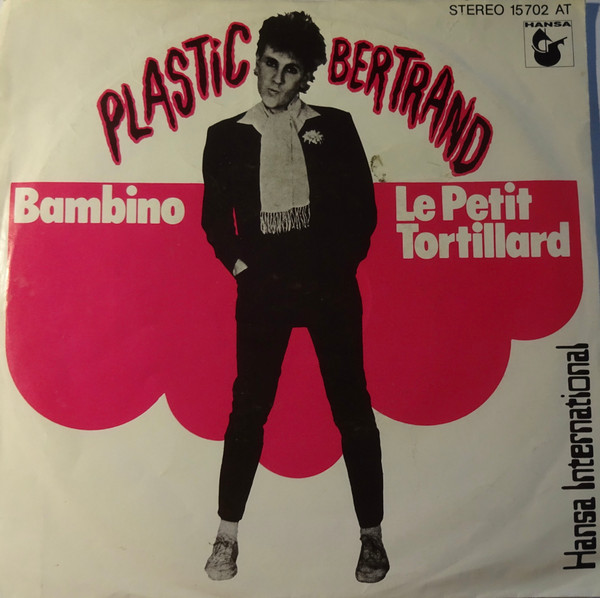 STEREO 15702 AT
HANSA
PLASTiC BERTRAND
Bambino
Le Petit
Tortillard
Hansa International